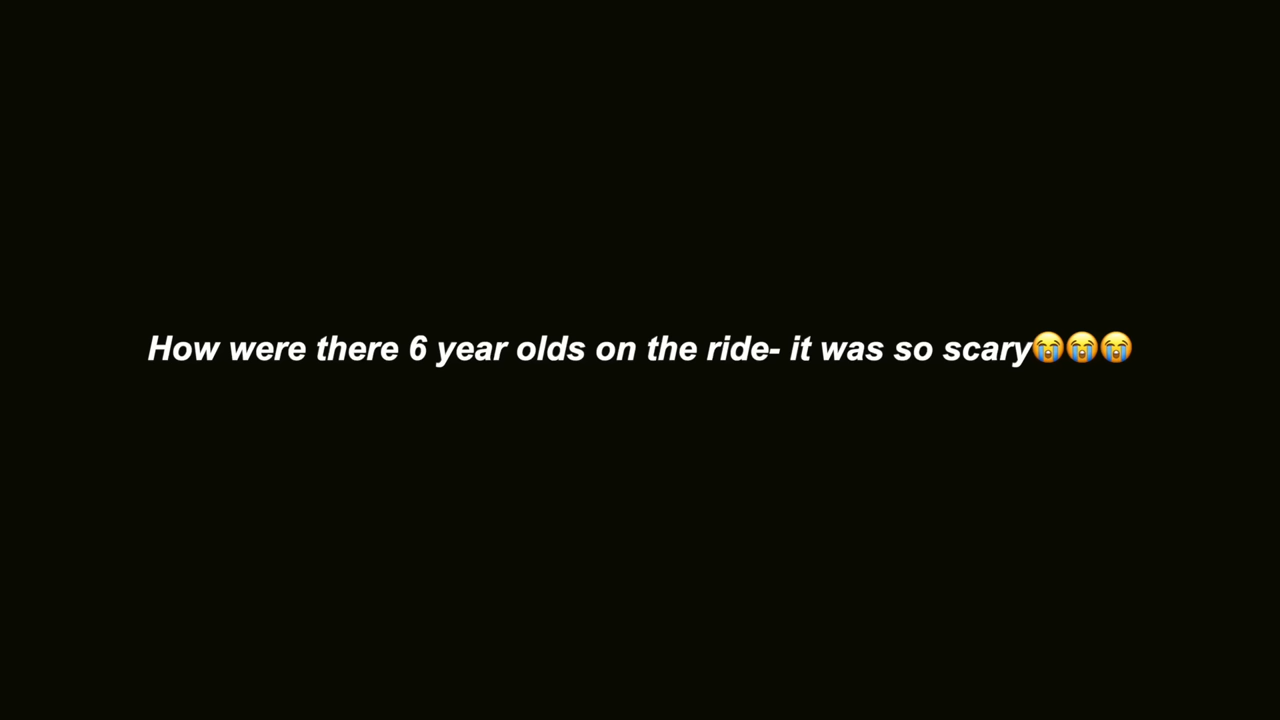 How were there 6 year olds on the ride- it was so scary😭😭😭